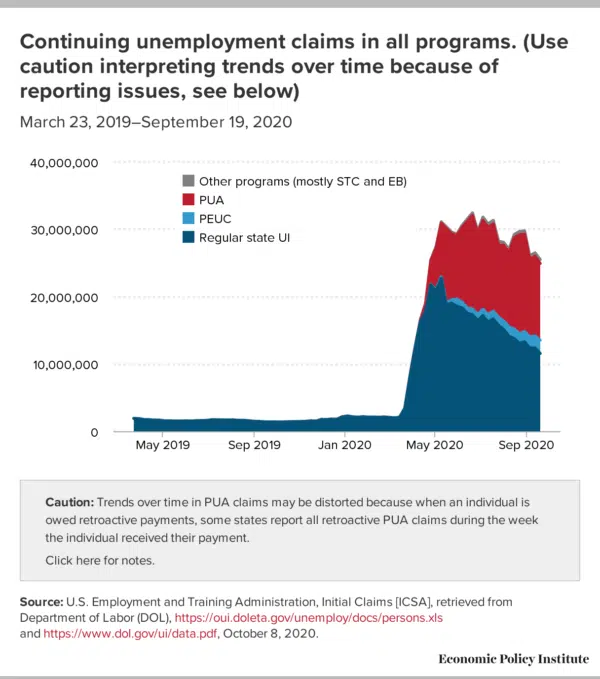 Continuing unemployment claims in all programs. (Use
caution interpreting trends over time because of
reporting issues, see below)
March 23, 2019–September 19, 2020
40,000,000
Other programs (mostly STC and EB)
PUA
30,000,000
PEUC
Regular state UI
20,000,000
10,000,000
0
May 2019 Sep 2019 Jan 2020 May 2020 Sep 2020
Caution: Trends over time in PUA claims may be distorted because when an individual is
owed retroactive payments, some states report all retroactive PUA claims during the week
the individual received their payment.
Click here for notes.
Source: U.S. Employment and Training Administration, Initial Claims [ICSA], retrieved from
Department of Labor (DOL), https://oui.doleta.gov/unemploy/docs/persons.xls
and https://www.dol.gov/ui/data.pdf, October 8, 2020.
Economic Policy Institute